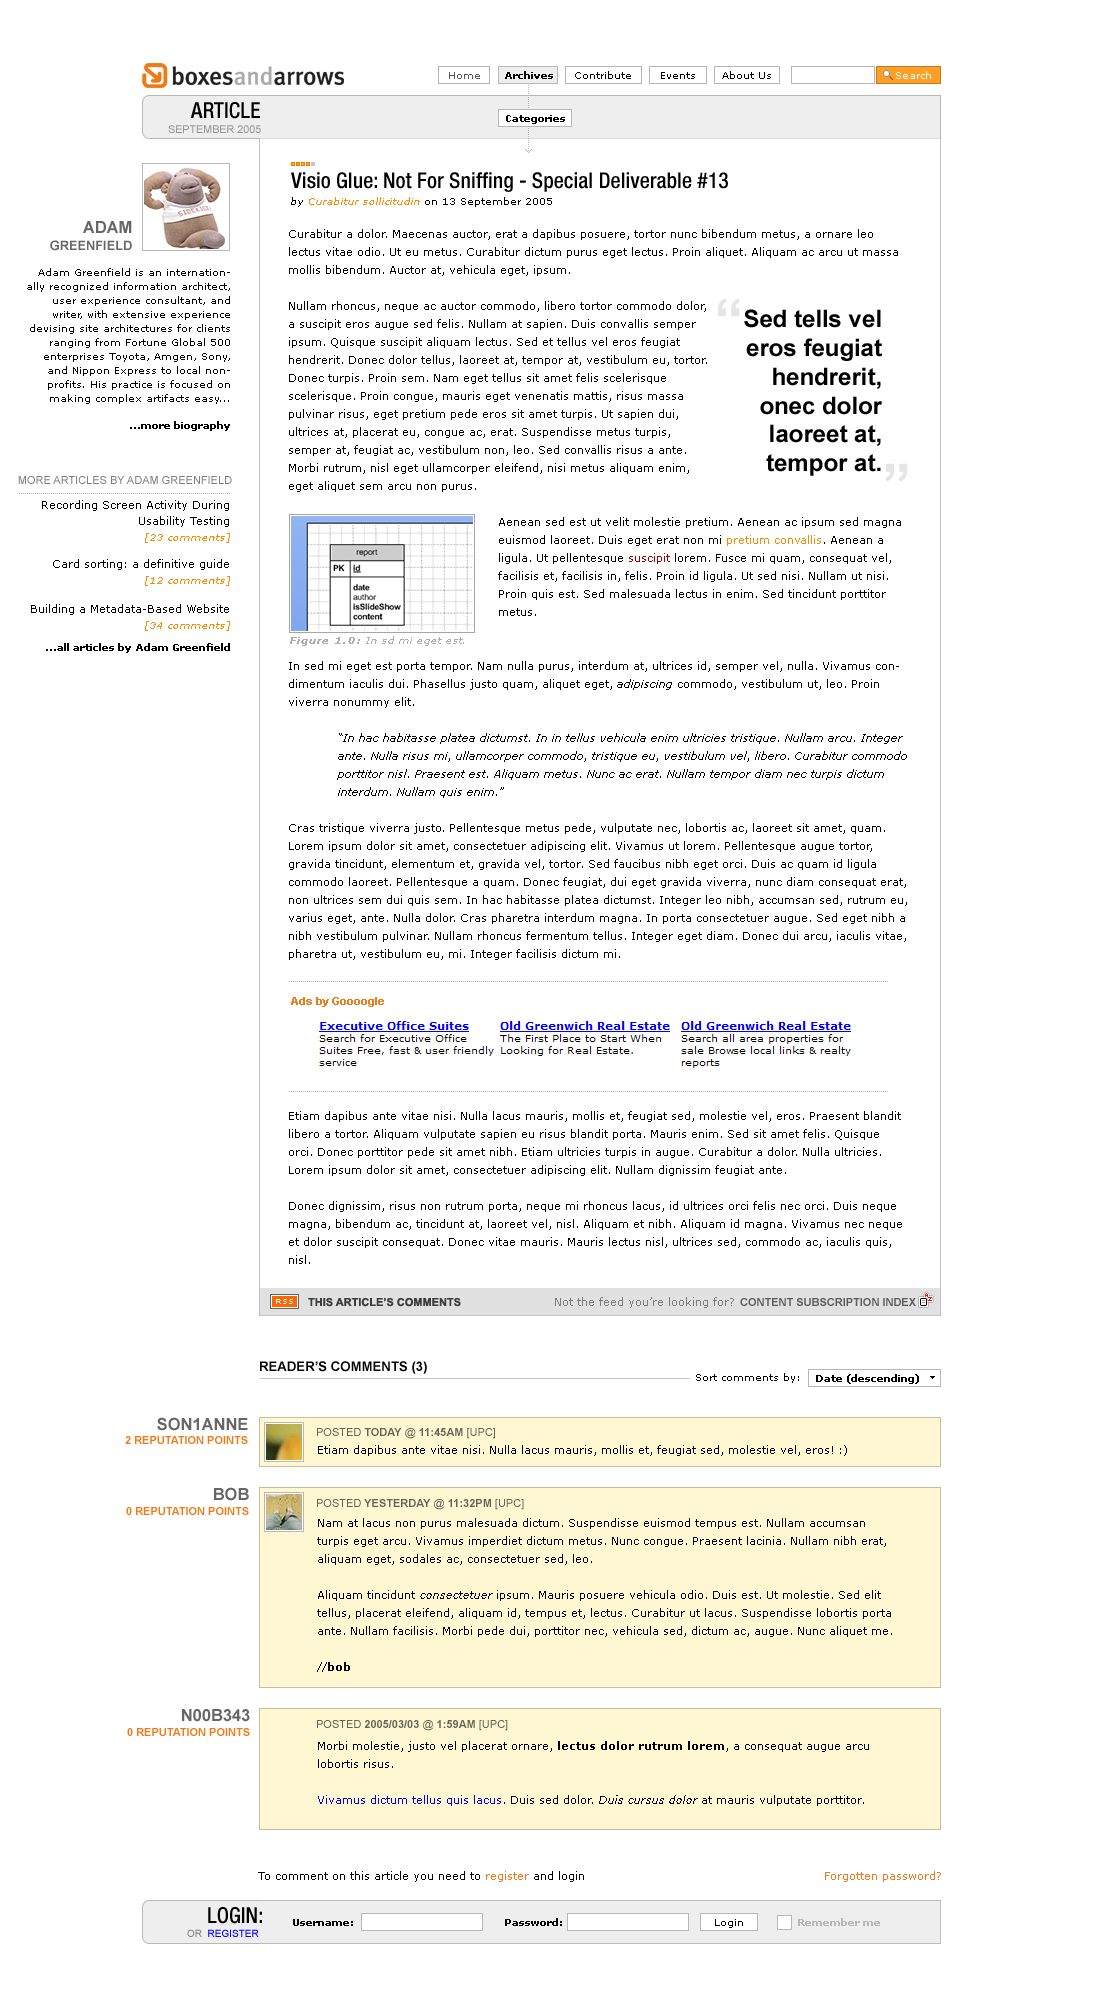 boxesandarrows
Home
Archives
Contribute
Events
About Us
Search
ARTICLE
SEPTEMBER 2005
Categories
SIDEKICK
ADAM
GREENFIELD
Adam Greenfield is an internation-
ally recognized information architect,
user experience consultant, and
writer, with extensive experience
devising site architectures for clients
ranging from Fortune Global 500
enterprises Toyota, Amgen, Sony,
and Nippon Express to local non-
profits. His practice is focused on
making complex artifacts easy...
...more biography
MORE ARTICLES BY ADAM GREENFIELD
Recording Screen Activity During
Usability Testing
[23 comments]
Card sorting: a definitive guide
[12 comments]
Building a Metadata-Based Website
[34 comments]
...all articles by Adam Greenfield
Visio Glue: Not For Sniffing - Special Deliverable #13
by Curabitur sollicitudin on 13 September 2005
Curabitur a dolor. Maecenas auctor, erat a dapibus posuere, tortor nunc bibendum metus, a ornare leo
lectus vitae odio. Ut eu metus. Curabitur dictum purus eget lectus. Proin aliquet. Aliquam ac arcu ut massa
mollis bibendum. Auctor at, vehicula eget, ipsum.
Nullam rhoncus, neque ac auctor commodo, libero tortor commodo dolor,
a suscipit eros augue sed felis. Nullam at sapien. Duis convallis semper
ipsum. Quisque suscipit aliquam lectus. Sed et tellus vel eros feugiat
hendrerit. Donec dolor tellus, laoreet at, tempor at, vestibulum eu, tortor.
Donec turpis. Proin sem. Nam eget tellus sit amet felis scelerisque
scelerisque. Proin congue, mauris eget venenatis mattis, risus massa
pulvinar risus, eget pretium pede eros sit amet turpis. Ut sapien dui,
ultrices at, placerat eu, congue ac, erat. Suspendisse metus turpis,
semper at, feugiat ac, vestibulum non, leo. Sed convallis risus a ante.
Morbi rutrum, nisl eget ullamcorper eleifend, nisi metus aliquam enim,
eget aliquet sem arcu non purus.
“Sed tells vel
eros feugiat
hendrerit,
onec dolor
laoreet at,
tempor at.”
report
PK id
date
author
isSlideShow
content
Figure 1.0: In sd mi eget est.
Aenean sed est ut velit molestie pretium. Aenean ac ipsum sed magna
euismod laoreet. Duis eget erat non mi pretium convallis. Aenean a
ligula. Ut pellentesque suscipit lorem. Fusce mi quam, consequat vel,
facilisis et, facilisis in, felis. Proin id ligula. Ut sed nisi. Nullam ut nisi.
Proin quis est. Sed malesuada lectus in enim. Sed tincidunt porttitor
metus.
In sed mi eget est porta tempor. Nam nulla purus, interdum at, ultrices id, semper vel, nulla. Vivamus con-
dimentum iaculis dui. Phasellus justo quam, aliquet eget, adipiscing commodo, vestibulum ut, leo. Proin
viverra nonummy elit.
“In hac habitasse platea dictumst. In in tellus vehicula enim ultricies tristique. Nullam arcu. Integer
ante. Nulla risus mi, ullamcorper commodo, tristique eu, vestibulum vel, libero. Curabitur commodo
porttitor nisl. Praesent est. Aliquam metus. Nunc ac erat. Nullam tempor diam nec turpis dictum
interdum. Nullam quis enim.”
Cras tristique viverra justo. Pellentesque metus pede, vulputate nec, lobortis ac, laoreet sit amet, quam.
Lorem ipsum dolor sit amet, consectetuer adipiscing elit. Vivamus ut lorem. Pellentesque augue tortor,
gravida tincidunt, elementum et, gravida vel, tortor. Sed faucibus nibh eget orci. Duis ac quam id ligula
commodo laoreet. Pellentesque a quam. Donec feugiat, dui eget gravida viverra, nunc diam consequat erat,
non ultrices sem dui quis sem. In hac habitasse platea dictumst. Integer leo nibh, accumsan sed, rutrum eu,
varius eget, ante. Nulla dolor. Cras pharetra interdum magna. In porta consectetuer augue. Sed eget nibh a
nibh vestibulum pulvinar. Nullam rhoncus fermentum tellus. Integer eget diam. Donec dui arcu, iaculis vitae,
pharetra ut, vestibulum eu, mi. Integer facilisis dictum mi.
Ads by Goooogle
Executive Office Suites
Search for Executive Office
Suites Free, fast & user friendly
service
Old Greenwich Real Estate
The First Place to Start When
Looking for Real Estate.
Old Greenwich Real Estate
Search all area properties for
sale Browse local links & realty
reports
Etiam dapibus ante vitae nisi. Nulla lacus mauris, mollis et, feugiat sed, molestie vel, eros. Praesent blandit
libero a tortor. Aliquam vulputate sapien eu risus blandit porta. Mauris enim. Sed sit amet felis. Quisque
orci. Donec porttitor pede sit amet nibh. Etiam ultricies turpis in augue. Curabitur a dolor. Nulla ultricies.
Lorem ipsum dolor sit amet, consectetuer adipiscing elit. Nullam dignissim feugiat ante.
Donec dignissim, risus non rutrum porta, neque mi rhoncus lacus, id ultrices orci felis nec orci. Duis neque
magna, bibendum ac, tincidunt at, laoreet vel, nisl. Aliquam et nibh. Aliquam id magna. Vivamus nec neque
et dolor suscipit consequat. Donec vitae mauris. Mauris lectus nisl, ultrices sed, commodo ac, iaculis quis,
nisl.
RSS THIS ARTICLE'S COMMENTS
Not the feed you're looking for? CONTENT SUBSCRIPTION INDEX
READER'S COMMENTS (3)
Sort comments by: Date (descending)
SON1ANNE
2 REPUTATION POINTS
POSTED TODAY @ 11:45AM [UPC]
Etiam dapibus ante vitae nisi. Nulla lacus mauris, mollis et, feugiat sed, molestie vel, eros! :)
BOB
0 REPUTATION POINTS
POSTED YESTERDAY @ 11:32PM [UPC]
Nam at lacus non purus malesuada dictum. Suspendisse euismod tempus est. Nullam accumsan
turpis eget arcu. Vivamus imperdiet dictum metus. Nunc congue. Praesent lacinia. Nullam nibh erat,
aliquam eget, sodales ac, consectetuer sed, leo.
Aliquam tincidunt consectetuer ipsum. Mauris posuere vehicula odio. Duis est. Ut molestie. Sed elit
tellus, placerat eleifend, aliquam id, tempus et, lectus. Curabitur ut lacus. Suspendisse lobortis porta
ante. Nullam facilisis. Morbi pede dui, porttitor nec, vehicula sed, dictum ac, augue. Nunc aliquet me.
//bob
N00B343
0 REPUTATION POINTS
POSTED 2005/03/03 @ 1:59AM [UPC]
Morbi molestie, justo vel placerat ornare, lectus dolor rutrum lorem, a consequat augue arcu
lobortis risus.
Vivamus dictum tellus quis lacus. Duis sed dolor. Duis cursus dolor at mauris vulputate porttitor.
To comment on this article you need to register and login
Forgotten password?
LOGIN:
OR REGISTER
Username:
Password:
Login
Remember me